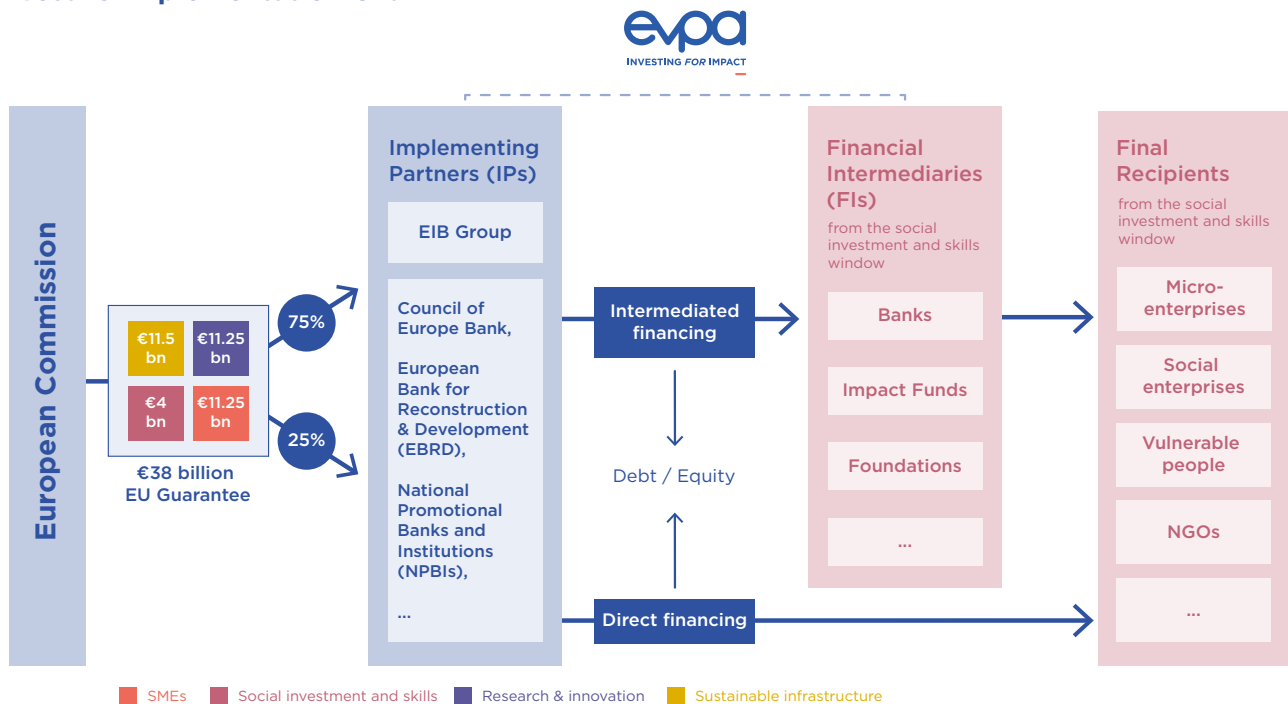 evpa
INVESTING FOR IMPACT
European Commission
€11.5
bn
€11.25
bn
€4
bn
€11.25
bn
€38 billion
EU Guarantee
75%
25%
Implementing
Partners (IPs)
EIB Group
Council of
Europe Bank,
European
Bank for
Reconstruction
& Development
(EBRD),
National
Promotional
Banks and
Institutions
(NPBIs),
...
Intermediated
financing
Debt / Equity
Direct financing
Financial
Intermediaries
(FIs)
from the social
investment and skills
window
Banks
Impact Funds
Foundations
...
Final
Recipients
from the social
investment and skills
window
Micro-
enterprises
Social
enterprises
Vulnerable
people
NGOs
...
SMEs
Social investment and skills
Research & innovation
Sustainable infrastructure